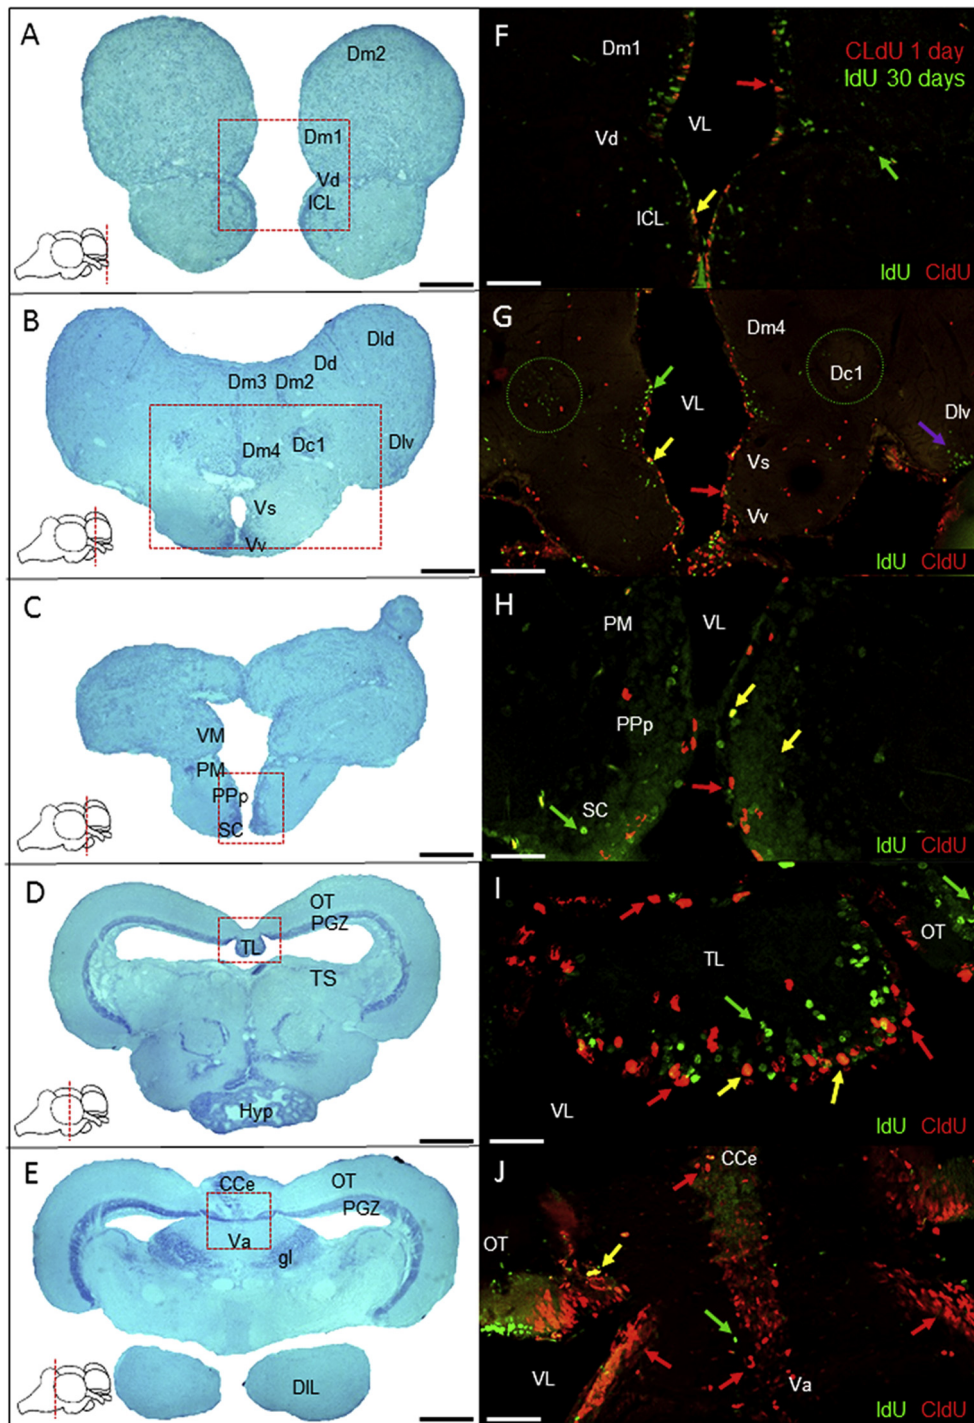 A
Dm2
Dm1
Vd
ICL
F
Dm1
CLdU 1 day
IdU 30 days
VL
Vd
ICL
IdU CldU
B
Dld
Dd
Dm3 Dm2
Dm4
Dc1
Dlv
Vs
Vv
G
Dm4
Dc1
VL
Dlv
Vs
Vv
IdU CldU
C
VM
PM
PPp
SC
H
PM
VL
PPp
SC
IdU CldU
D
OT
PGZ
TL
TS
Hyp
I
OT
TL
VL
IdU CldU
E
CCe
OT
PGZ
Va
gl
DIL
J
CCe
OT
VL
Va
IdU CldU